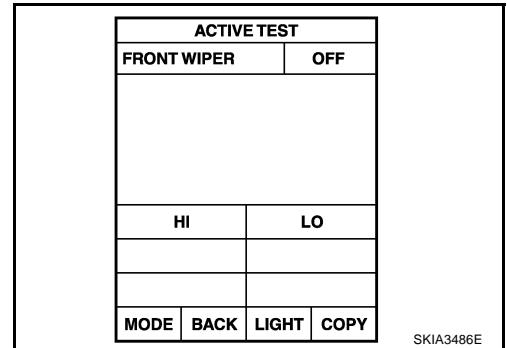 ACTIVE TEST
FRONT WIPER OFF
HI LO
MODE BACK LIGHT COPY
SKIA3486E